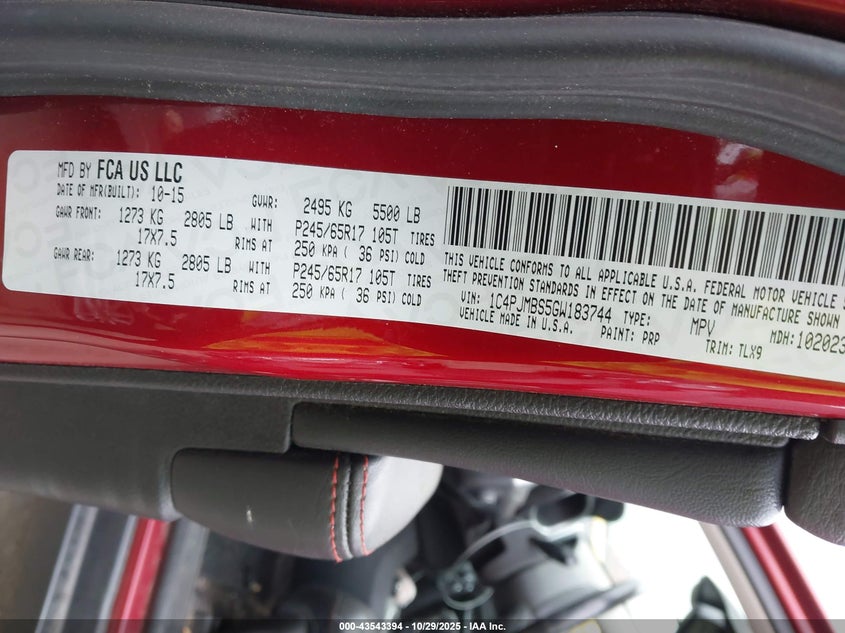 MFD BY FCA US LLC
DATE OF MFR(BUILT): 10-15 GVWR: 2495 KG 5500 LB
GAWR FRONT: 1273 KG 2805 LB WITH P245/65R17 105T TIRES
17X7.5 RIMS AT 250 KPA ( 36 PSI) COLD
GAWR REAR: 1273 KG 2805 LB WITH P245/65R17 105T TIRES
17X7.5 RIMS AT 250 KPA ( 36 PSI) COLD
THIS VEHICLE CONFORMS TO ALL APPLICABLE U.S.A. FEDERAL MOTOR VEHICLE
THEFT PREVENTION STANDARDS IN EFFECT ON THE DATE OF MANUFACTURE SHOWN
VIN: 1C4PJMBS5GW183744 TYPE: MPV MDH: 102023
VEHICLE MADE IN U.S.A. PAINT: PRP TRIM: TLX9
000-43543394 | 10/29/2025 | IAA Inc.